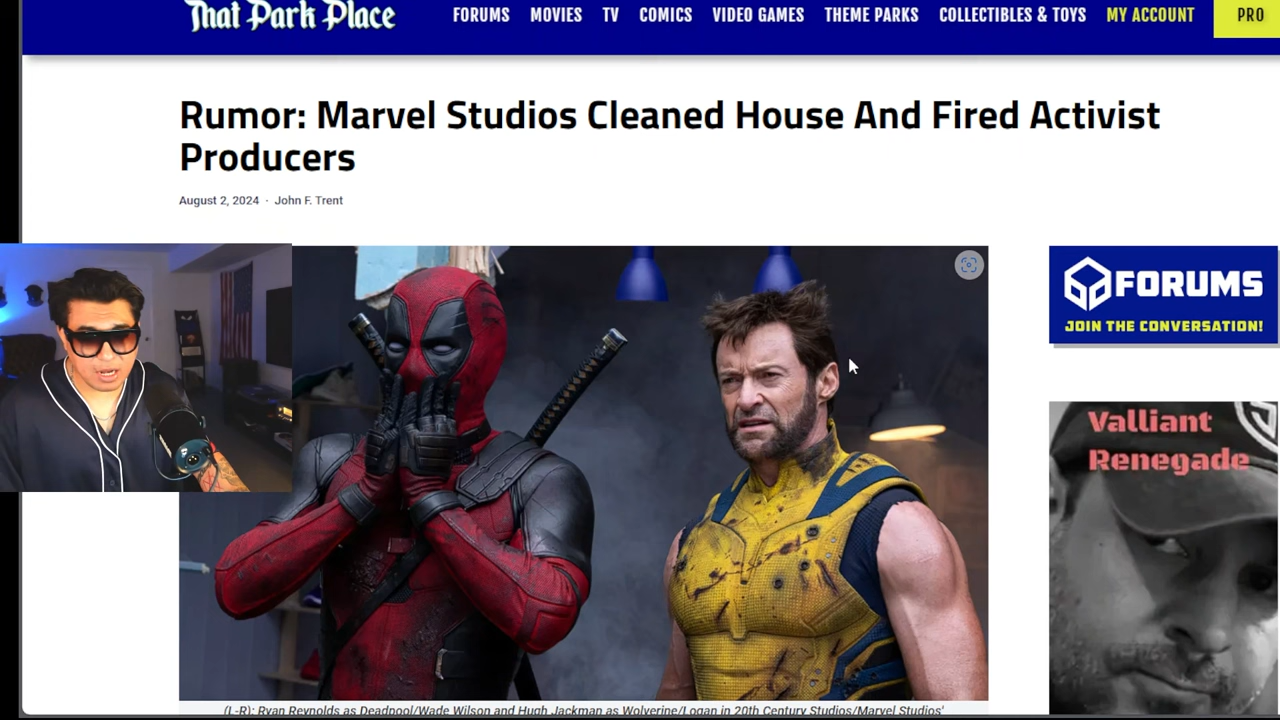 That Park Place
FORUMS MOVIES TV COMICS VIDEO GAMES THEME PARKS COLLECTIBLES & TOYS MY ACCOUNT PRO
Rumor: Marvel Studios Cleaned House And Fired Activist
Producers
August 2, 2024 · John F. Trent
FORUMS
JOIN THE CONVERSATION!
Valliant
Renegade
(L-R): Ryan Reynolds as Deadpool/Wade Wilson and Hugh Jackman as Wolverine/Logan in 20th Century Studios/Marvel Studios'